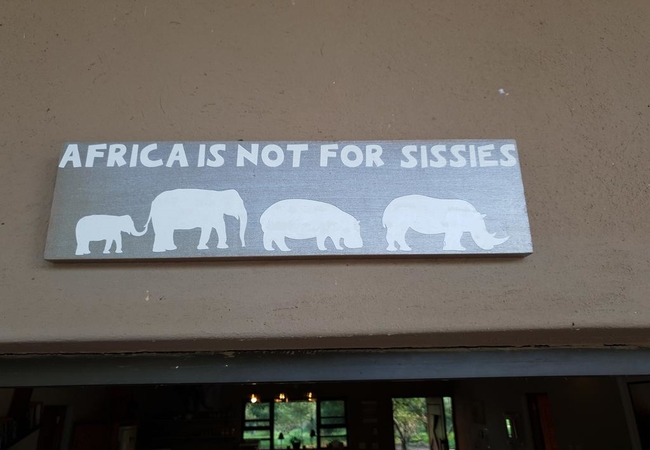 AFRICA IS NOT FOR SISSIES